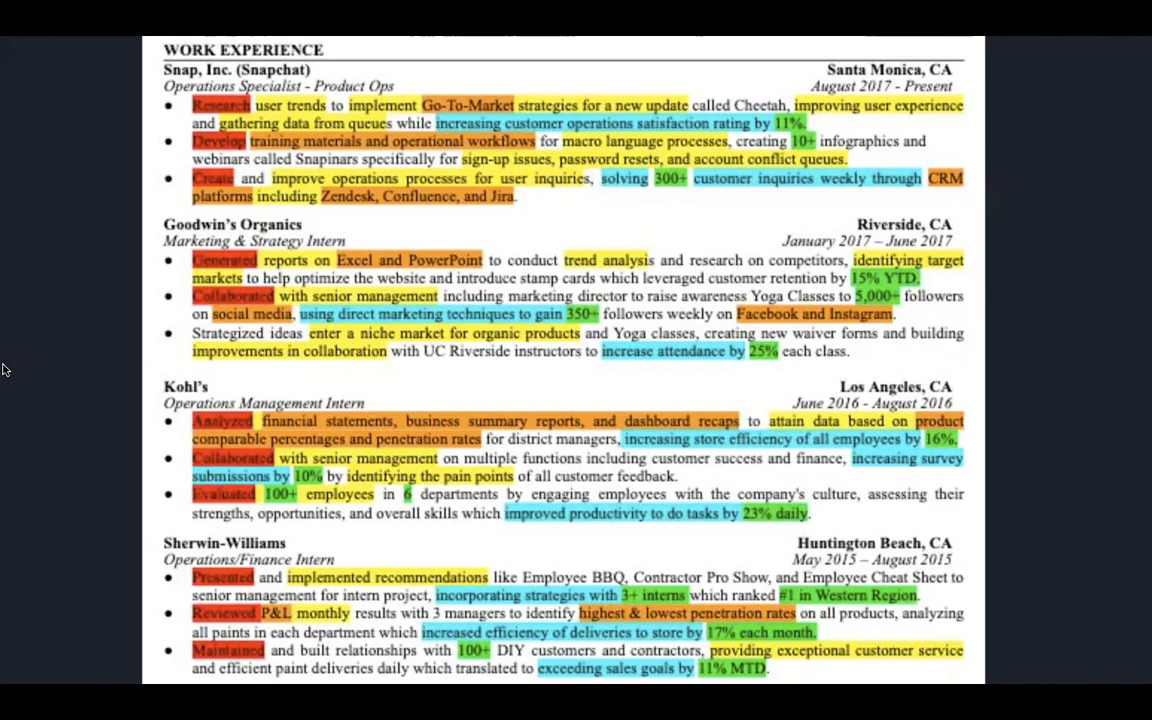 WORK EXPERIENCE
Snap, Inc. (Snapchat) Santa Monica, CA
Operations Specialist - Product Ops August 2017 - Present
● Research user trends to implement Go-To-Market strategies for a new update called Cheetah, improving user experience
and gathering data from queues while increasing customer operations satisfaction rating by 11%.
● Develop training materials and operational workflows for macro language processes, creating 10+ infographics and
webinars called Snapinars specifically for sign-up issues, password resets, and account conflict queues.
● Create and improve operations processes for user inquiries, solving 300+ customer inquiries weekly through CRM
platforms including Zendesk, Confluence, and Jira.
Goodwin's Organics Riverside, CA
Marketing & Strategy Intern January 2017 – June 2017
● Generated reports on Excel and PowerPoint to conduct trend analysis and research on competitors, identifying target
markets to help optimize the website and introduce stamp cards which leveraged customer retention by 15% YTD.
● Collaborated with senior management including marketing director to raise awareness Yoga Classes to 5,000+ followers
on social media, using direct marketing techniques to gain 350+ followers weekly on Facebook and Instagram.
● Strategized ideas enter a niche market for organic products and Yoga classes, creating new waiver forms and building
improvements in collaboration with UC Riverside instructors to increase attendance by 25% each class.
Kohl's Los Angeles, CA
Operations Management Intern June 2016 - August 2016
● Analyzed financial statements, business summary reports, and dashboard recaps to attain data based on product
comparable percentages and penetration rates for district managers, increasing store efficiency of all employees by 16%.
● Collaborated with senior management on multiple functions including customer success and finance, increasing survey
submissions by 10% by identifying the pain points of all customer feedback.
● Evaluated 100+ employees in 6 departments by engaging employees with the company's culture, assessing their
strengths, opportunities, and overall skills which improved productivity to do tasks by 23% daily.
Sherwin-Williams Huntington Beach, CA
Operations/Finance Intern May 2015 – August 2015
● Presented and implemented recommendations like Employee BBQ, Contractor Pro Show, and Employee Cheat Sheet to
senior management for intern project, incorporating strategies with 3+ interns which ranked #1 in Western Region.
● Reviewed P&L monthly results with 3 managers to identify highest & lowest penetration rates on all products, analyzing
all paints in each department which increased efficiency of deliveries to store by 17% each month.
● Maintained and built relationships with 100+ DIY customers and contractors, providing exceptional customer service
and efficient paint deliveries daily which translated to exceeding sales goals by 11% MTD.